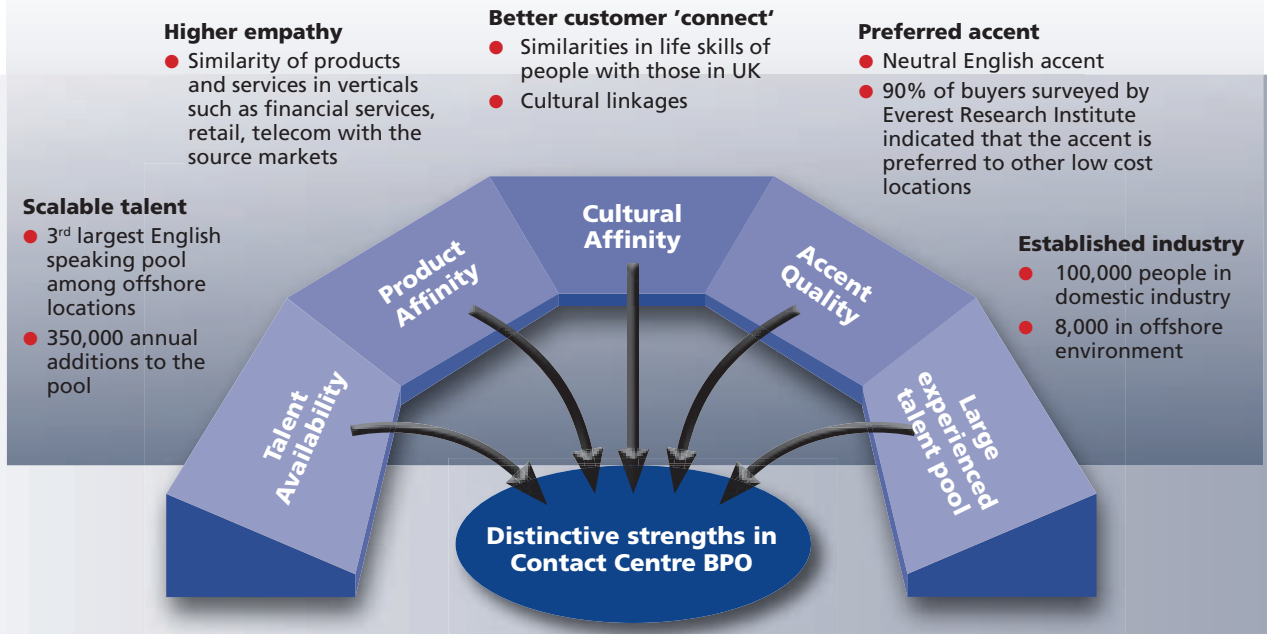 Higher empathy
● Similarity of products
and services in verticals
such as financial services,
retail, telecom with the
source markets
Better customer ’connect‘
● Similarities in life skills of
people with those in UK
● Cultural linkages
Preferred accent
● Neutral English accent
● 90% of buyers surveyed by
Everest Research Institute
indicated that the accent is
preferred to other low cost
locations
Scalable talent
● 3rd largest English
speaking pool
among offshore
locations
● 350,000 annual
additions to the
pool
Established industry
● 100,000 people in
domestic industry
● 8,000 in offshore
environment
Talent
Availability
Product
Affinity
Cultural
Affinity
Accent
Quality
Large
experienced
talent pool
Distinctive strengths in
Contact Centre BPO